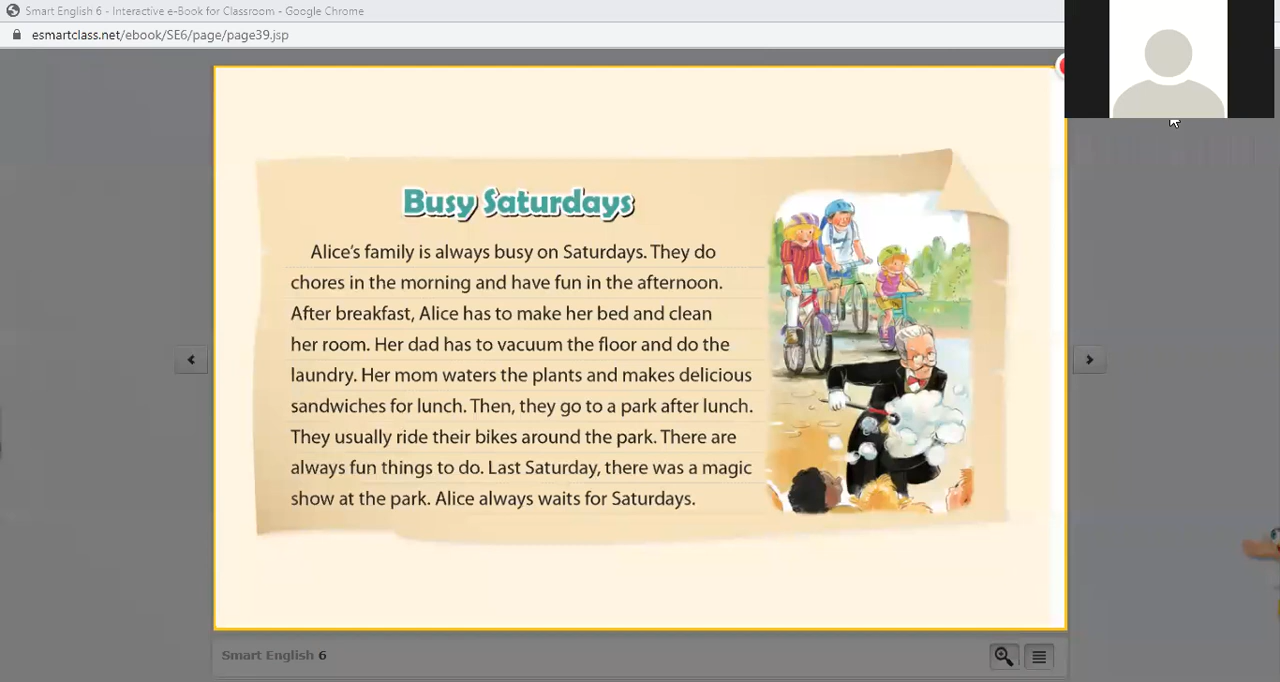 Smart English 6 - Interactive e-Book for Classroom - Google Chrome
esmartclass.net/ebook/SE6/page/page39.jsp
Busy Saturdays
Alice's family is always busy on Saturdays. They do
chores in the morning and have fun in the afternoon.
After breakfast, Alice has to make her bed and clean
her room. Her dad has to vacuum the floor and do the
laundry. Her mom waters the plants and makes delicious
sandwiches for lunch. Then, they go to a park after lunch.
They usually ride their bikes around the park. There are
always fun things to do. Last Saturday, there was a magic
show at the park. Alice always waits for Saturdays.
Smart English 6